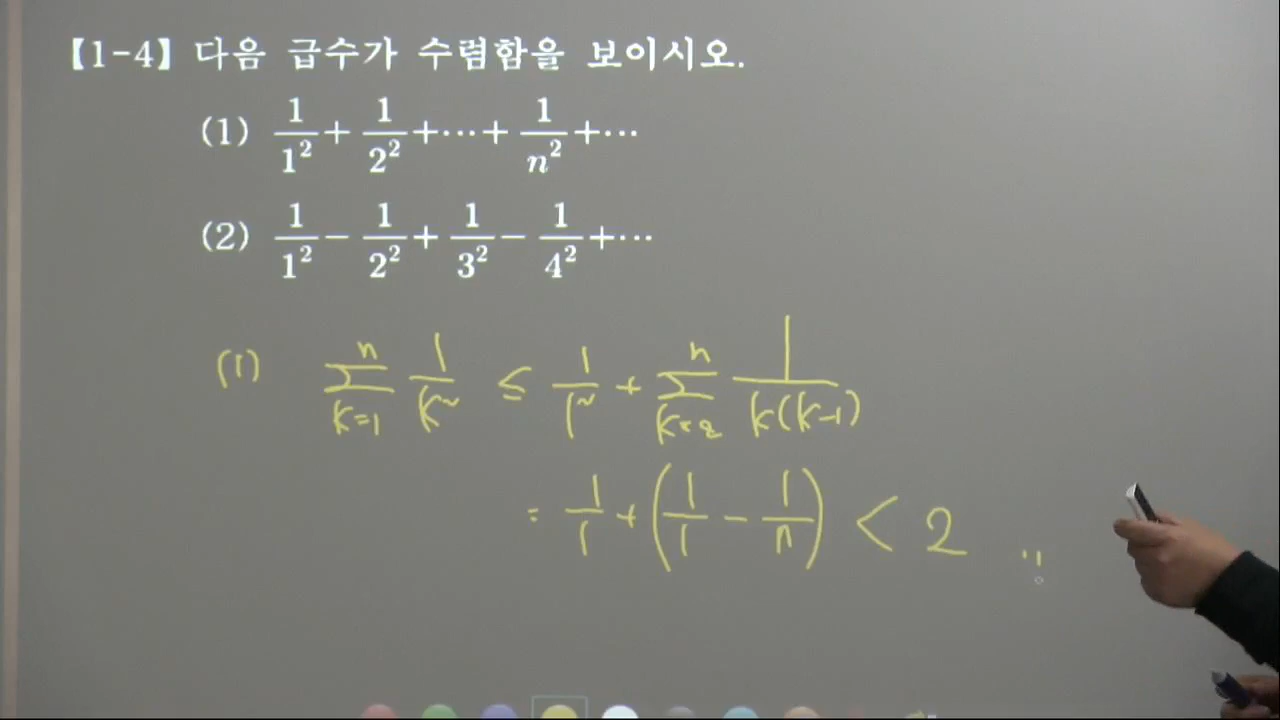 【1-4】 다음 급수가 수렴함을 보이시오.
(1) 1/1² + 1/2² + ⋯ + 1/n² + ⋯
(2) 1/1² − 1/2² + 1/3² − 1/4² + ⋯
(1) ∑_{k=1}^{n} 1/k² ≤ 1/1² + ∑_{k=2}^{n} 1/k(k-1)
= 1/1 + (1/1 − 1/n) < 2